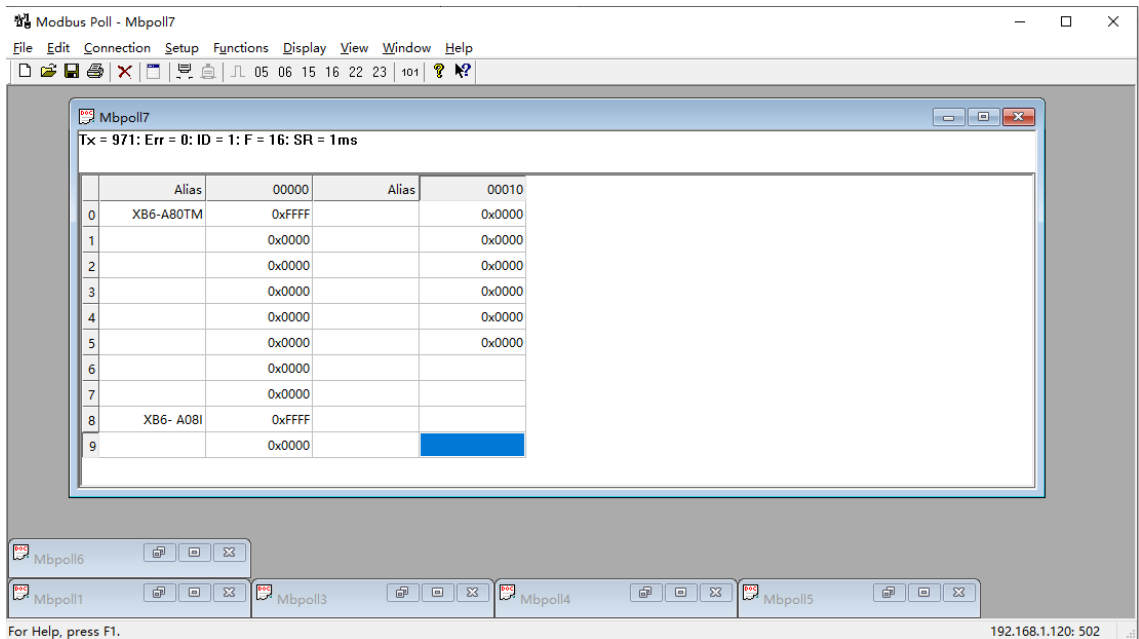 Modbus Poll - Mbpoll7
File Edit Connection Setup Functions Display View Window Help
05 06 15 16 22 23 101
Mbpoll7
Tx = 971: Err = 0: ID = 1: F = 16: SR = 1ms
Alias 00000 Alias 00010
0 XB6-A80TM 0xFFFF 0x0000
1 0x0000 0x0000
2 0x0000 0x0000
3 0x0000 0x0000
4 0x0000 0x0000
5 0x0000 0x0000
6 0x0000
7 0x0000
8 XB6- A08I 0xFFFF
9 0x0000
Mbpoll6
Mbpoll1 Mbpoll3 Mbpoll4 Mbpoll5
For Help, press F1. 192.168.1.120: 502